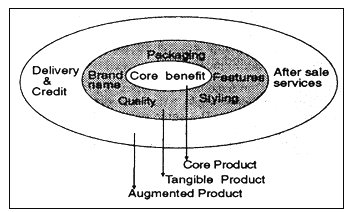 Packaging
Delivery
&
Credit
Brand
name
Core benefit
Features
After sale
services
Quality
Styling
Core Product
Tangible Product
Augmented Product